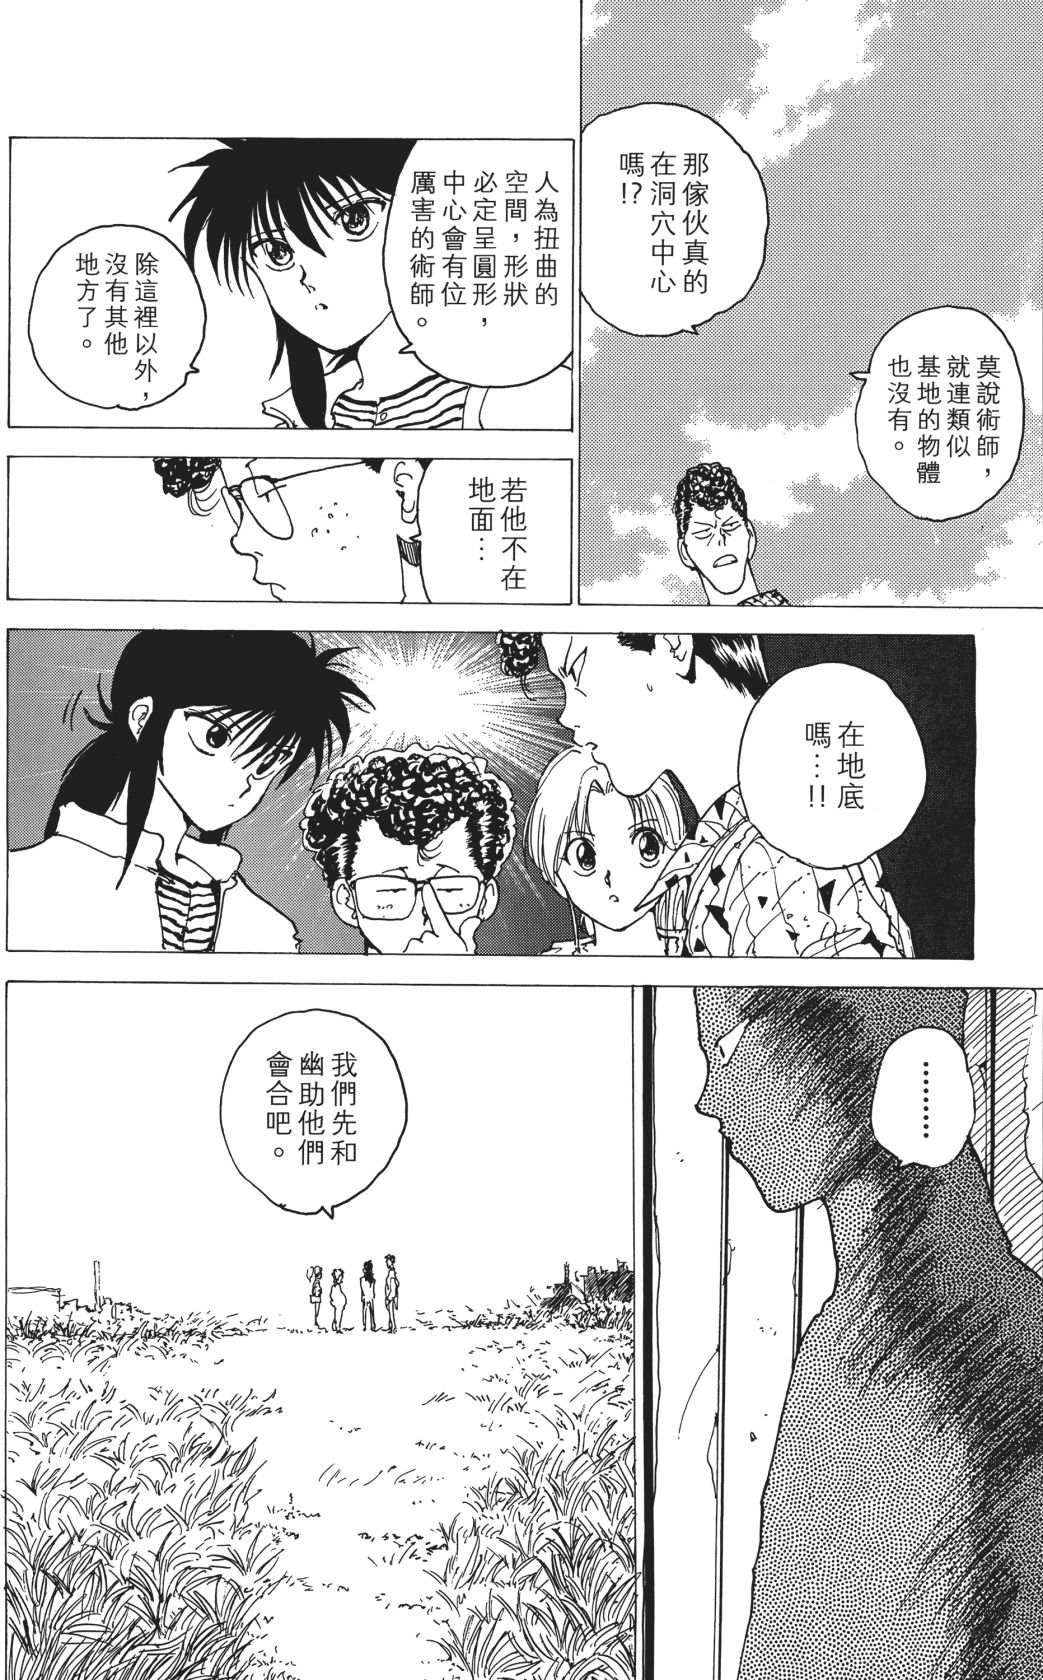 那傢伙真的
在洞穴中心
嗎!?
莫說術師，
就連類似
基地的物體
也沒有。
人為扭曲的
空間，形狀
必定呈圓形，
中心會有位
厲害的術師。
除這裡以外，
沒有其他
地方了。
若他不在
地面…
在地底
嗎…!!
………
我們先和
幽助他們
會合吧。